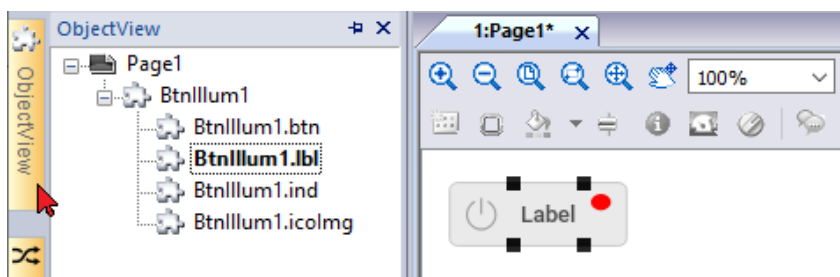 ObjectView
ObjectView
Page1
BtnIllum1
BtnIllum1.btn
BtnIllum1.lbl
BtnIllum1.ind
BtnIllum1.icoImg
1:Page1*
100%
Label